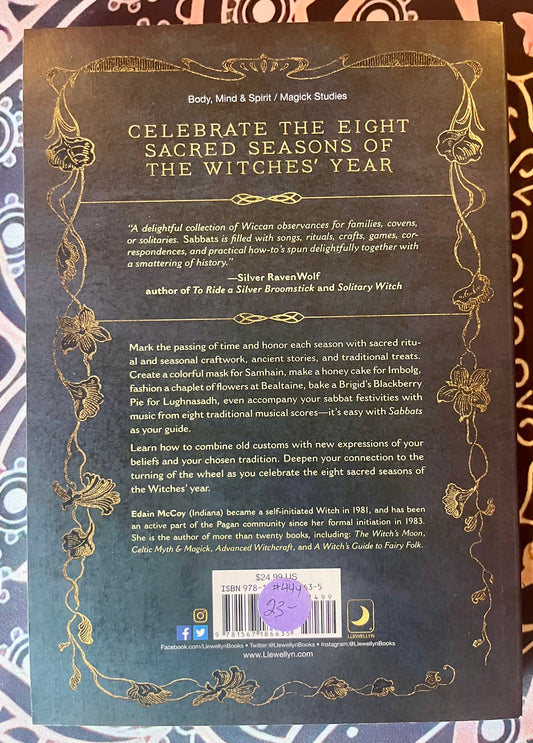 Body, Mind & Spirit / Magick Studies
CELEBRATE THE EIGHT
SACRED SEASONS OF
THE WITCHES' YEAR
"A delightful collection of Wiccan observances for families, covens,
or solitaries. Sabbats is filled with songs, rituals, crafts, games, cor-
respondences, and practical how-to's spun delightfully together with
a smattering of history."
—Silver RavenWolf
author of To Ride a Silver Broomstick and Solitary Witch
Mark the passing of time and honor each season with sacred ritu-
al and seasonal craftwork, ancient stories, and traditional treats.
Create a colorful mask for Samhain, make a honey cake for Imbolg,
fashion a chaplet of flowers at Bealtaine, bake a Brigid's Blackberry
Pie for Lughnasadh, even accompany your sabbat festivities with
music from eight traditional musical scores—it's easy with Sabbats
as your guide.
Learn how to combine old customs with new expressions of your
beliefs and your chosen tradition. Deepen your connection to the
turning of the wheel as you celebrate the eight sacred seasons of
the Witches' year.
Edain McCoy (Indiana) became a self-initiated Witch in 1981, and has
been an active part of the Pagan community since her formal initiation in 1983.
She is the author of more than twenty books, including: The Witch's Moon,
Celtic Myth & Magick, Advanced Witchcraft, and A Witch's Guide to Fairy Folk.
$24.99 US
ISBN 978-1
63-5
499
23-
9 781567 186635
LLEWELLYN
Facebook.com/LlewellynBooks • Twitter:@LlewellynBooks • Instagram:@LlewellynBooks
www.Llewellyn.com